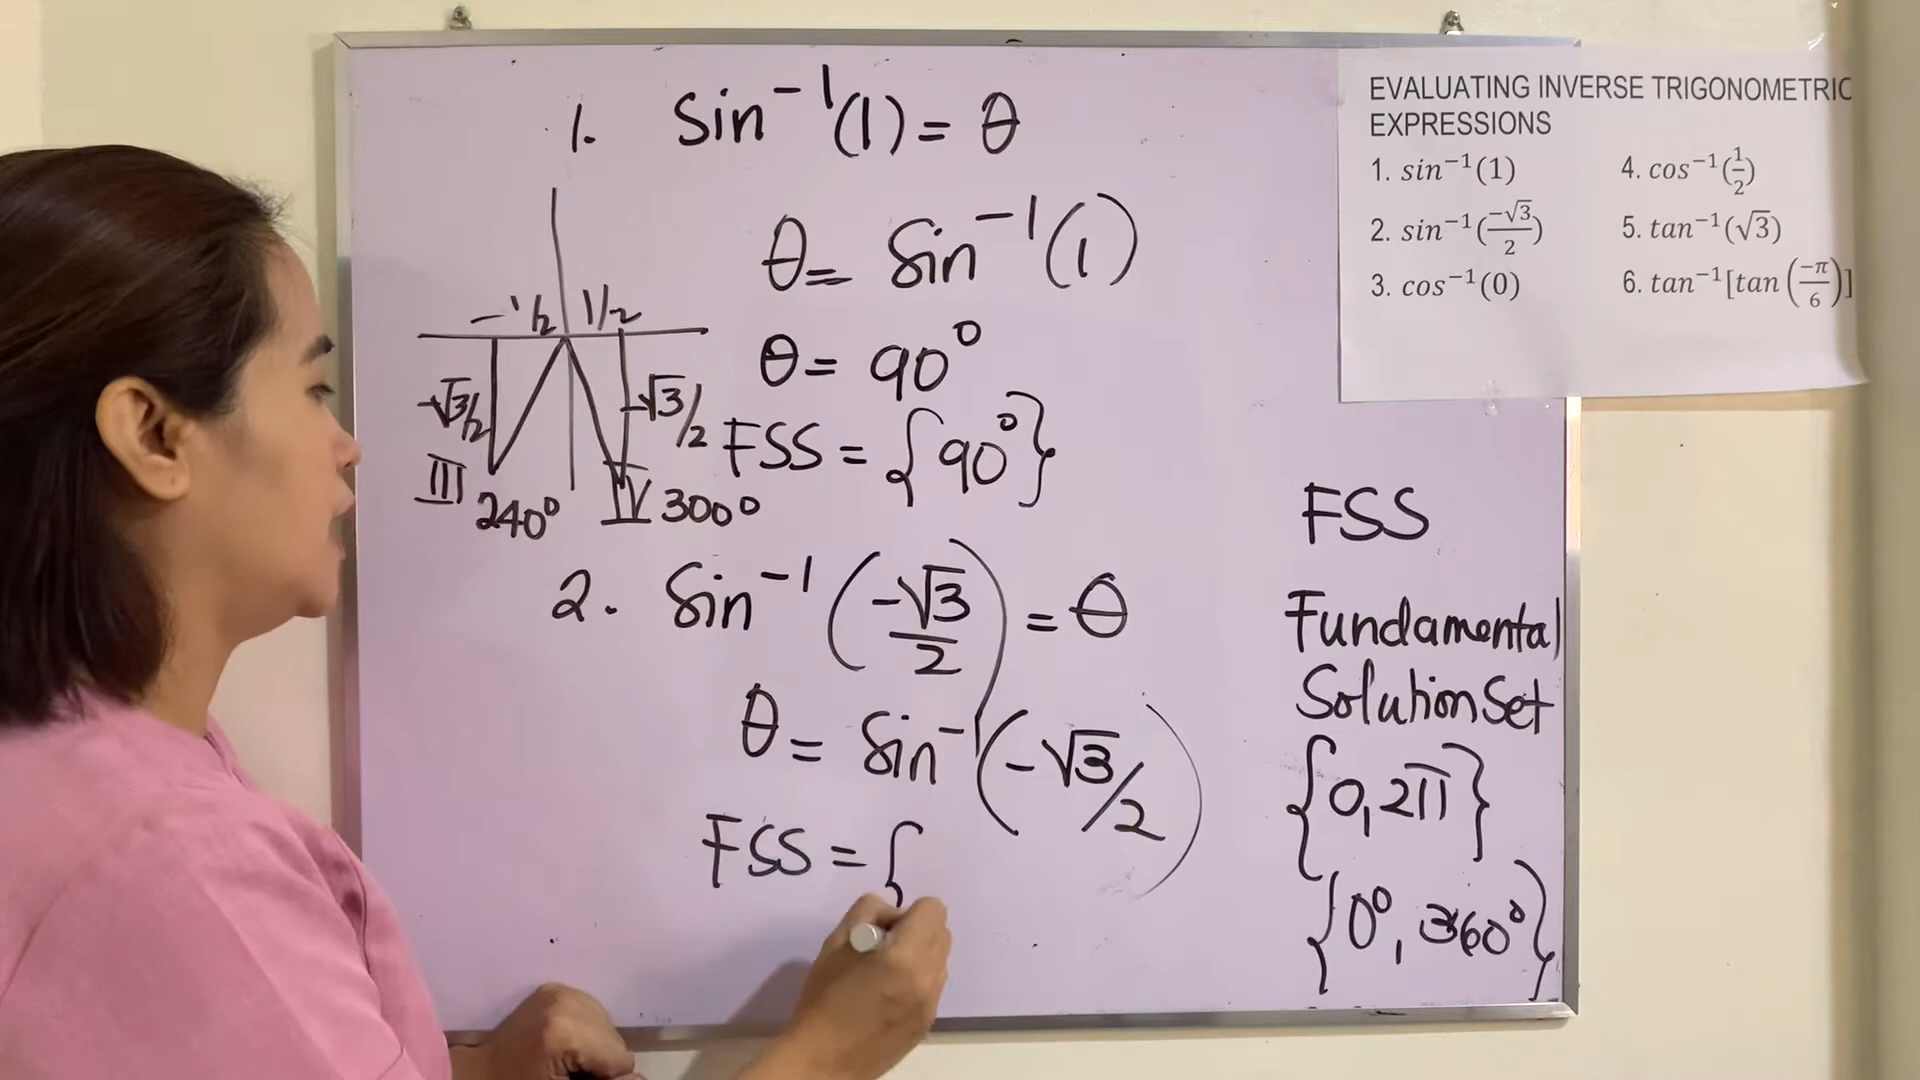 1. Sin⁻¹(1) = θ
θ = Sin⁻¹(1)
-1/2 1/2
θ = 90°
-√3/2 -√3/2
FSS = {90°}
III 240° IV 300°
2. Sin⁻¹(-√3/2) = θ
θ = Sin⁻¹(-√3/2)
FSS = {
EVALUATING INVERSE TRIGONOMETRIC
EXPRESSIONS
1. sin⁻¹(1) 4. cos⁻¹(1/2)
2. sin⁻¹(-√3/2) 5. tan⁻¹(√3)
3. cos⁻¹(0) 6. tan⁻¹[tan(-π/6)]
FSS
Fundamental
Solution Set
{0, 2π}
{0°, 360°}